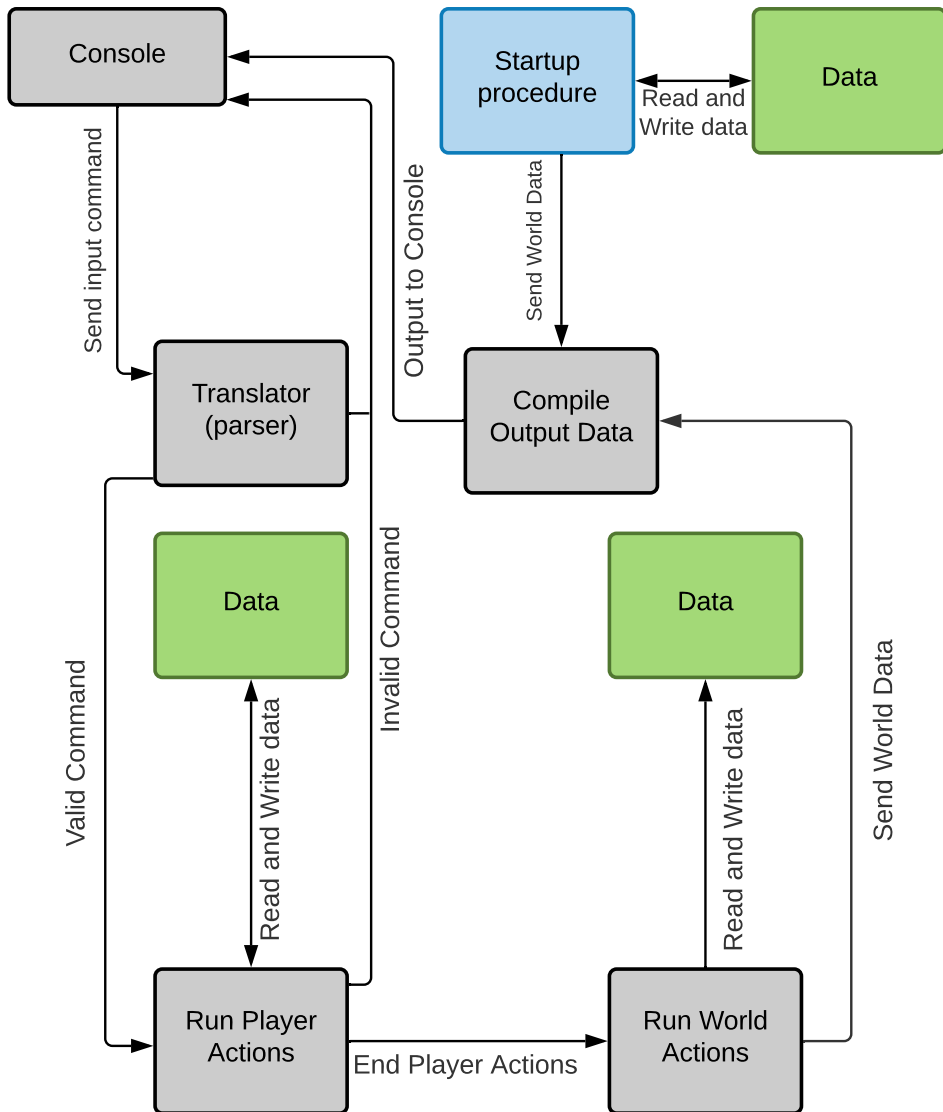 Console
Startup
procedure
Data
Read and
Write data
Send input command
Output to Console
Send World Data
Translator
(parser)
Compile
Output Data
Data
Data
Invalid Command
Valid Command
Read and Write data
Read and Write data
Send World Data
Run Player
Actions
End Player Actions
Run World
Actions